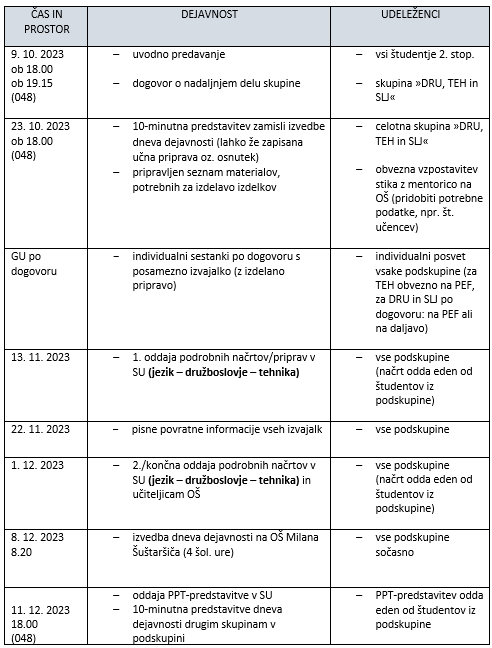 ČAS IN
PROSTOR
DEJAVNOST
UDELEŽENCI
9. 10. 2023
ob 18.00
ob 19.15
(048)
– uvodno predavanje
– dogovor o nadaljnjem delu skupine
– vsi študentje 2. stop.
– skupina »DRU, TEH in
SLJ«
23. 10. 2023
ob 18.00
(048)
– 10-minutna predstavitev zamisli izvedbe
dneva dejavnosti (lahko že zapisana
učna priprava oz. osnutek)
– pripravljen seznam materialov,
potrebnih za izdelavo izdelkov
– celotna skupina »DRU,
TEH in SLJ«
– obvezna vzpostavitev
stika z mentorico na
OŠ (pridobiti potrebne
podatke, npr. št.
učencev)
GU po
dogovoru
– individualni sestanki po dogovoru s
posamezno izvajalko (z izdelano
pripravo)
– individualni posvet
vsake podskupine (za
TEH obvezno na PEF,
za DRU in SLJ po
dogovoru: na PEF ali
na daljavo)
13. 11. 2023
– 1. oddaja podrobnih načrtov/priprav v
SU (jezik – družboslovje – tehnika)
– vse podskupine
(načrt odda eden od
študentov iz
podskupine)
22. 11. 2023
– pisne povratne informacije vseh izvajalk
– vse podskupine
1. 12. 2023
– 2./končna oddaja podrobnih načrtov v
SU (jezik – družboslovje – tehnika) in
učiteljicam OŠ
– vse podskupine
(načrt odda eden od
študentov iz
podskupine)
8. 12. 2023
8.20
– izvedba dneva dejavnosti na OŠ Milana
Šuštaršiča (4 šol. ure)
– vse podskupine
sočasno
11. 12. 2023
18.00
(048)
– oddaja PPT-predstavitve v SU
– 10-minutna predstavitve dneva
dejavnosti drugim skupinam v
podskupini
– PPT-predstavitev odda
eden od študentov iz
podskupine